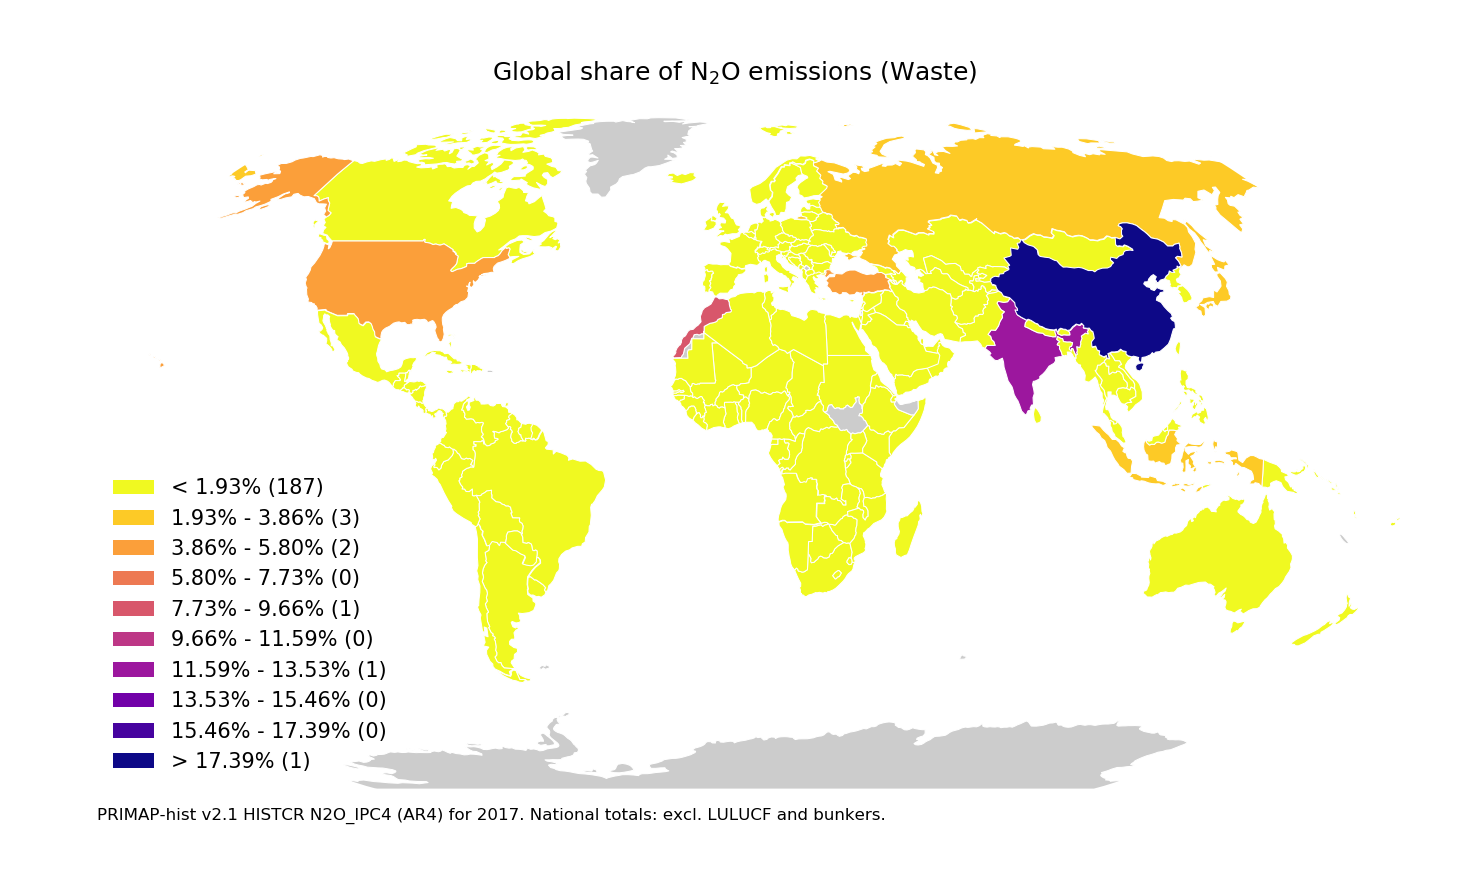 Global share of N₂O emissions (Waste)
< 1.93% (187)
1.93% - 3.86% (3)
3.86% - 5.80% (2)
5.80% - 7.73% (0)
7.73% - 9.66% (1)
9.66% - 11.59% (0)
11.59% - 13.53% (1)
13.53% - 15.46% (0)
15.46% - 17.39% (0)
> 17.39% (1)
PRIMAP-hist v2.1 HISTCR N2O_IPC4 (AR4) for 2017. National totals: excl. LULUCF and bunkers.